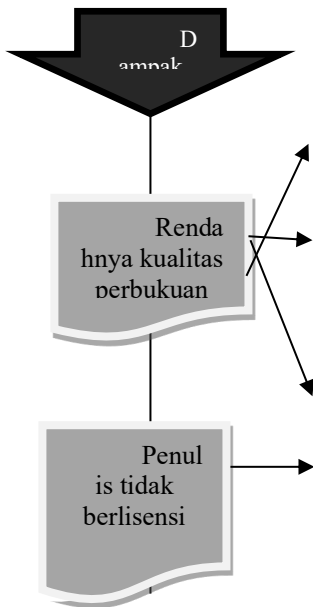 D
ampak
Renda
hnya kualitas
perbukuan
Penul
is tidak
berlisensi